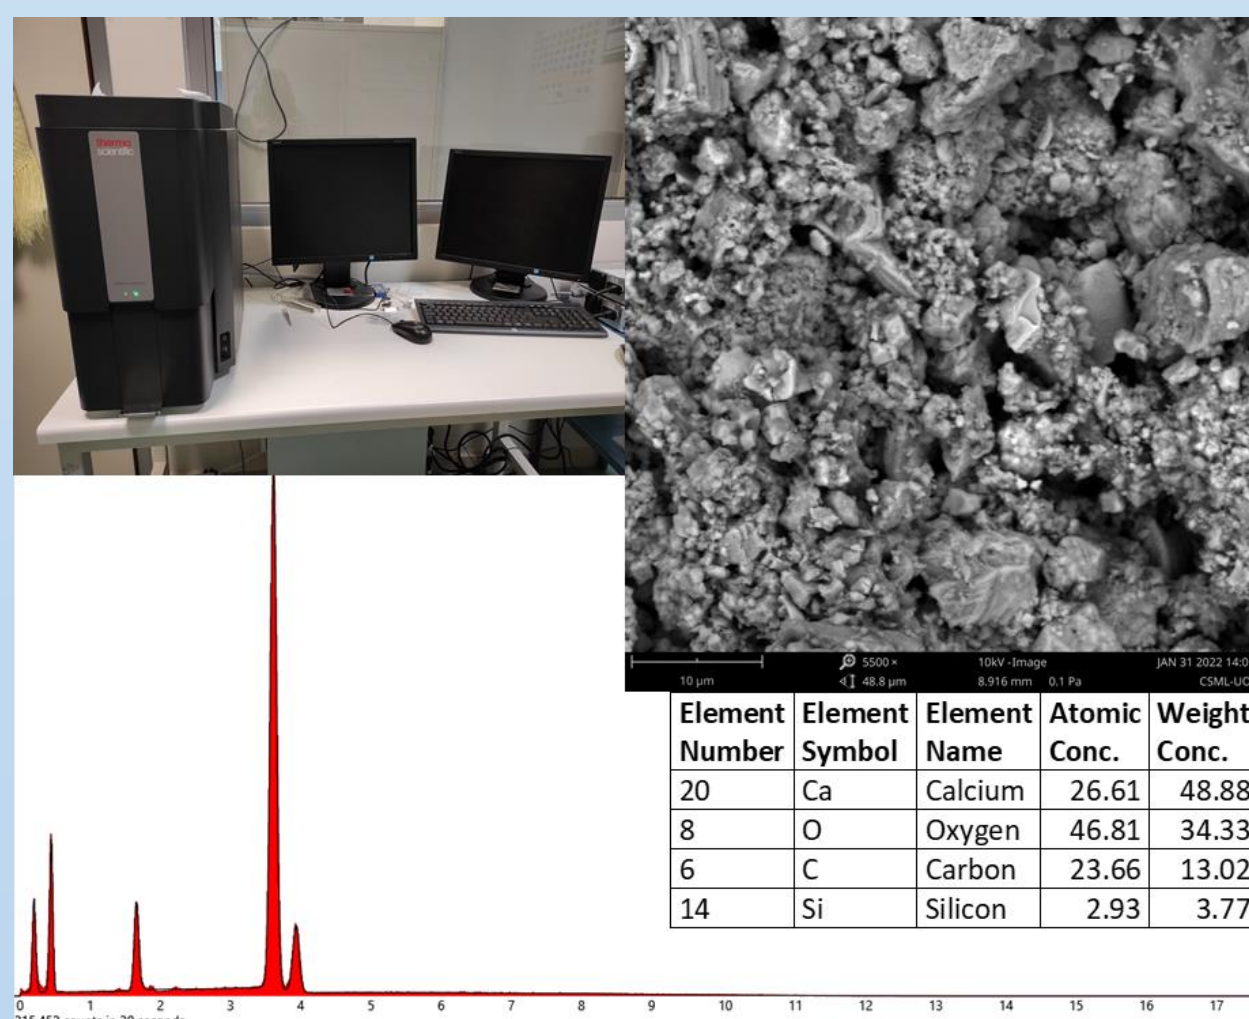 thermo
scientific
10 µm
5500 ×
48.8 µm
10kV - Image
8.916 mm 0.1 Pa
JAN 31 2022 14:0
CSML-UO
Element Number Element Symbol Element Name Atomic Conc. Weight Conc.
20 Ca Calcium 26.61 48.88
8 O Oxygen 46.81 34.33
6 C Carbon 23.66 13.02
14 Si Silicon 2.93 3.77
0 1 2 3 4 5 6 7 8 9 10 11 12 13 14 15 16 17